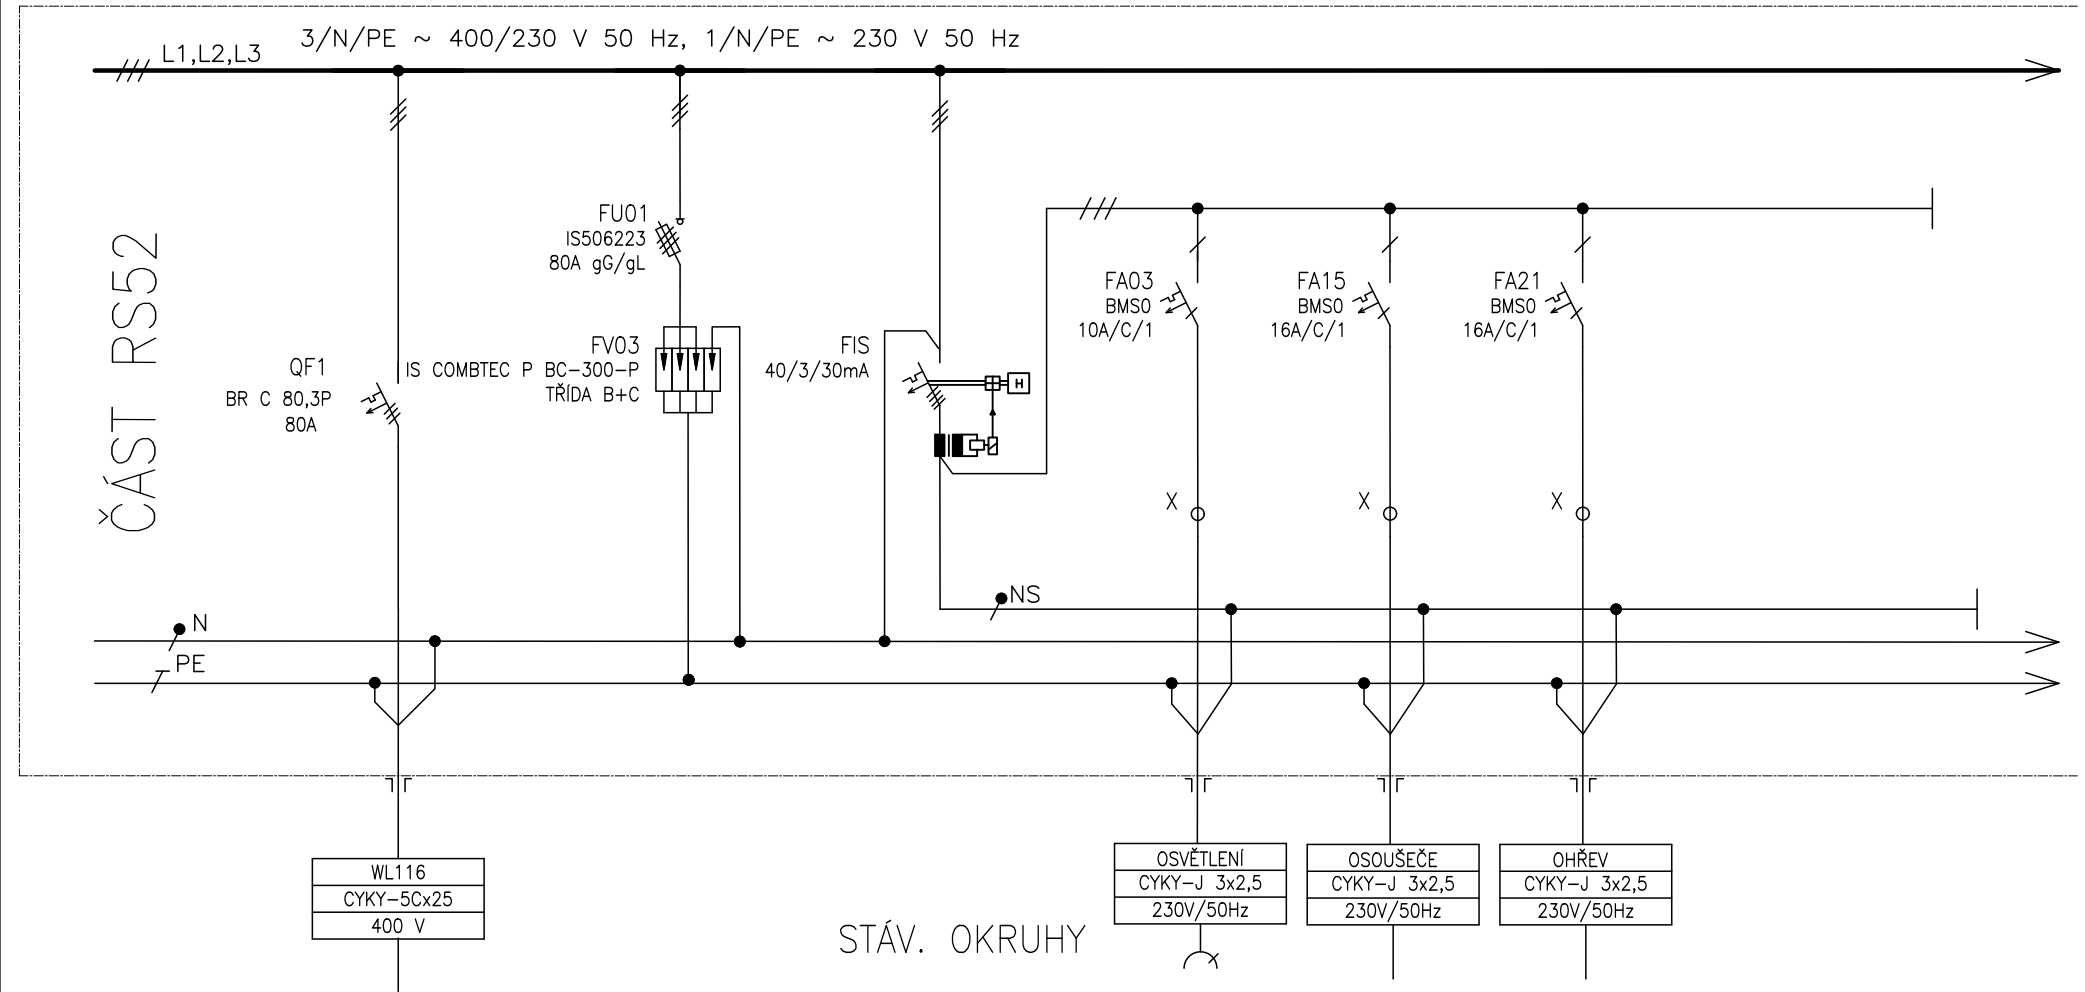 3/N/PE ~ 400/230 V 50 Hz, 1/N/PE ~ 230 V 50 Hz
L1,L2,L3
ČÁST RS52
QF1
BR C 80,3P
80A
FU01
IS506223
80A gG/gL
FV03
IS COMBTEC P BC-300-P
TŘÍDA B+C
FIS
40/3/30mA
H
FA03
BMS0
10A/C/1
FA15
BMS0
16A/C/1
FA21
BMS0
16A/C/1
X
X
X
NS
N
PE
WL116
CYKY-5Cx25
400 V
OSVĚTLENÍ
CYKY-J 3x2,5
230V/50Hz
OSOUŠEČE
CYKY-J 3x2,5
230V/50Hz
OHŘEV
CYKY-J 3x2,5
230V/50Hz
STÁV. OKRUHY